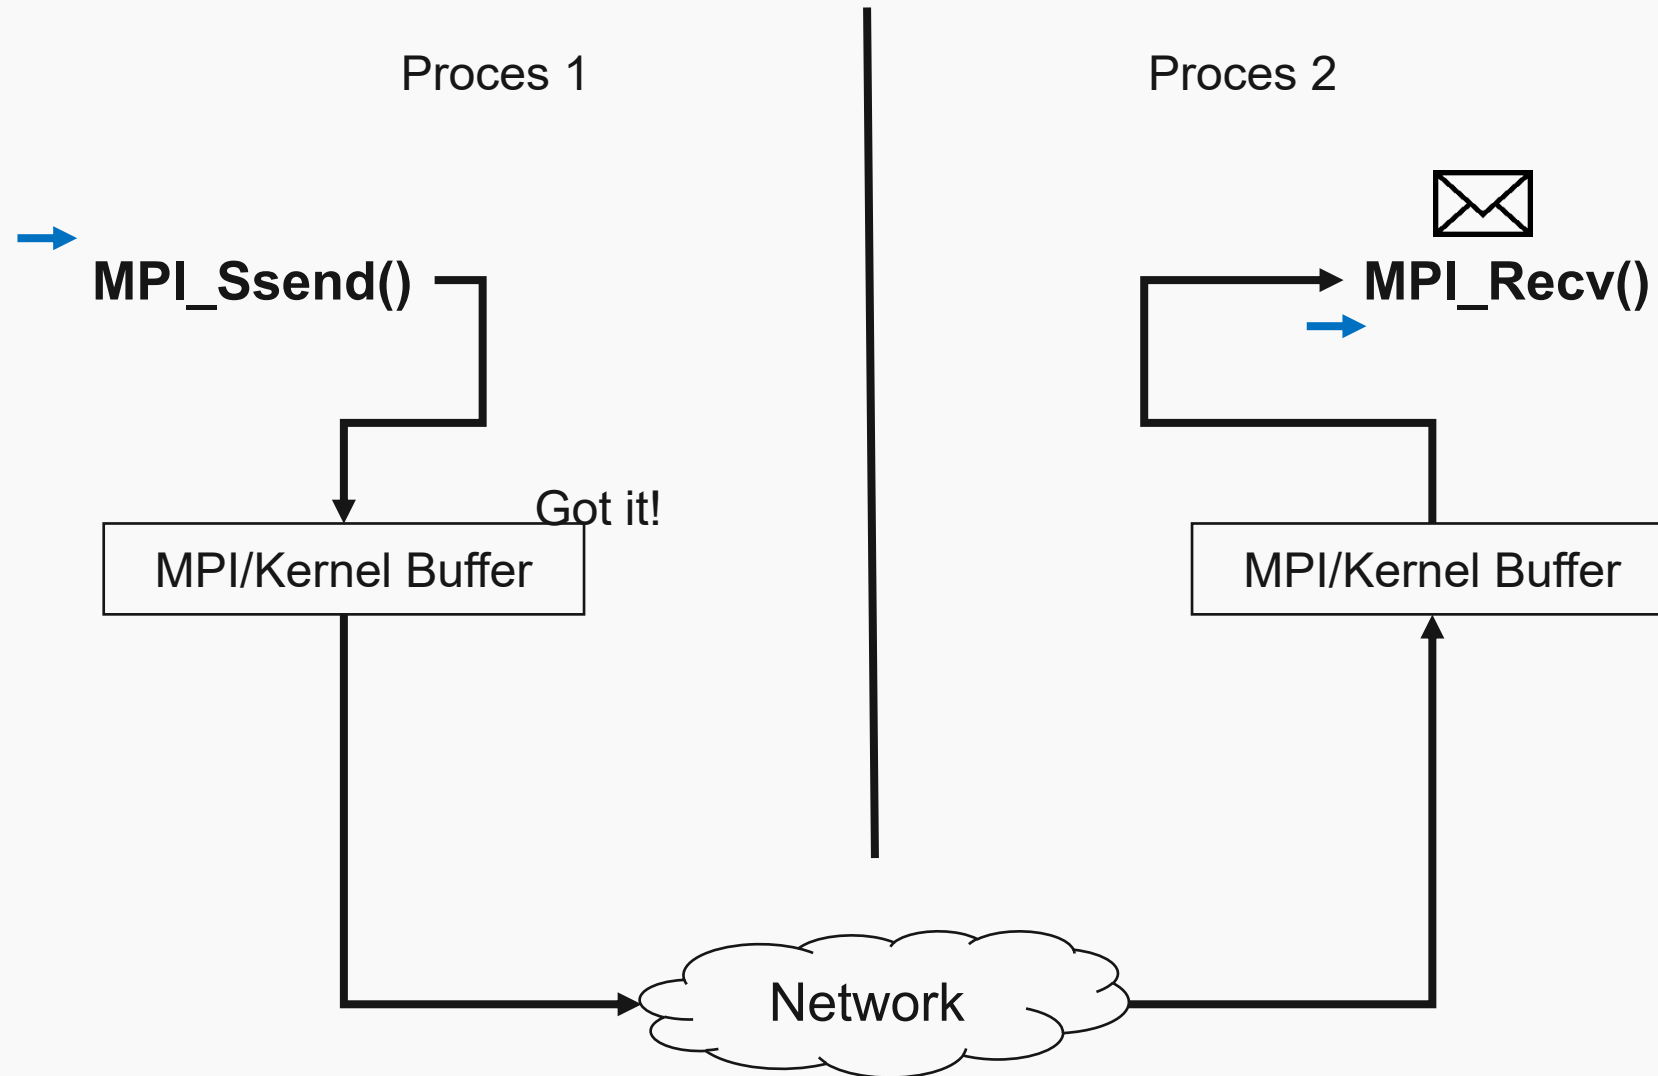 Proces 1
Proces 2
MPI_Ssend()
MPI_Recv()
Got it!
MPI/Kernel Buffer
MPI/Kernel Buffer
Network